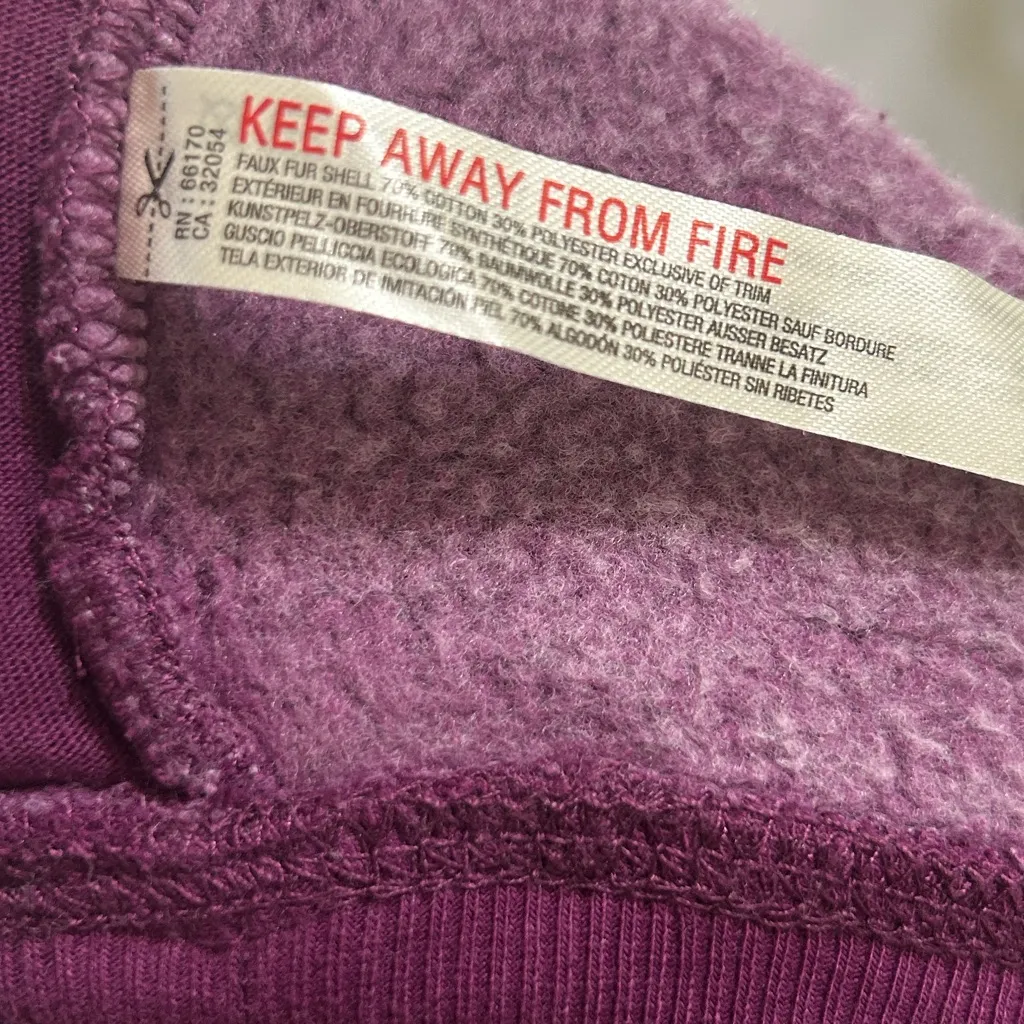 RN : 66170
CA : 32054
KEEP AWAY FROM FIRE
FAUX FUR SHELL 70% COTTON 30% POLYESTER EXCLUSIVE OF TRIM
EXTÉRIEUR EN FOURRURE SYNTHÉTIQUE 70% COTON 30% POLYESTER SAUF BORDURE
KUNSTPELZ-OBERSTOFF 70% BAUMWOLLE 30% POLYESTER AUSSER BESATZ
GUSCIO PELLICCIA ECOLOGICA 70% COTONE 30% POLIESTERE TRANNE LA FINITURA
TELA EXTERIOR DE IMITACIÓN PIEL 70% ALGODÓN 30% POLIÉSTER SIN RIBETES